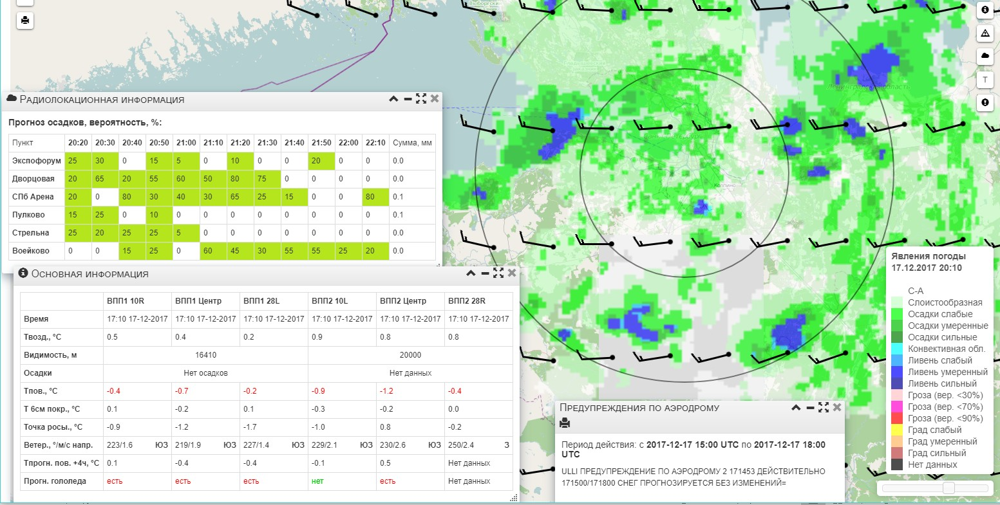 Выборгский
Ленинградская область
Санкт-Петербург
Колпино
Радиолокационная информация
Прогноз осадков, вероятность, %:
Пункт 20:20 20:30 20:40 20:50 21:00 21:10 21:20 21:30 21:40 21:50 22:00 22:10 Сумма, мм
Экспофорум 25 30 0 15 5 0 10 0 0 20 0 0 0.0
Дворцовая 20 65 20 55 60 50 80 75 0 0 0 0 0.0
СПб Арена 20 0 80 30 40 30 65 25 15 0 0 80 0.1
Пулково 15 25 0 10 0 0 0 0 0 0 0 0 0.1
Стрельна 25 20 25 25 5 0 0 0 0 0 0 0 0.0
Воейково 0 0 15 25 0 60 45 30 55 55 25 20 0.0
Основная информация
ВПП1 10R ВПП1 Центр ВПП1 28L ВПП2 10L ВПП2 Центр ВПП2 28R
Время 17:10 17-12-2017 17:10 17-12-2017 17:10 17-12-2017 17:10 17-12-2017 17:10 17-12-2017 17:10 17-12-2017
Твозд., °C 0.5 0.4 0.2 0.9 0.8 0.8
Видимость, м 16410 20000
Осадки Нет осадков Нет данных
Тпов., °C -0.4 -0.7 -0.2 -0.9 -1.2 -0.4
Т 6см покр., °C 0.1 -0.2 0.1 -0.3 -0.2 0.0
Точка росы., °C -0.9 -1.2 -1.7 -1.0 0.8 -0.2
Ветер., °/м/с напр. 223/1.6 ЮЗ 219/1.9 ЮЗ 227/1.4 ЮЗ 229/2.1 ЮЗ 230/2.6 ЮЗ 250/2.4 З
Тпрогн. пов. +4ч, °C 0.1 -0.4 -0.4 -0.1 0.5 Нет данных
Прогн. гололеда есть есть есть нет есть Нет данных
Предупреждения по аэродрому
Период действия: с 2017-12-17 15:00 UTC по 2017-12-17 18:00
UTC
ULLI ПРЕДУПРЕЖДЕНИЕ ПО АЭРОДРОМУ 2 171453 ДЕЙСТВИТЕЛЬНО
171500/171800 СНЕГ ПРОГНОЗИРУЕТСЯ БЕЗ ИЗМЕНЕНИЙ=
T
Явления погоды
17.12.2017 20:10
С-А
Слоистообразная
Осадки слабые
Осадки умеренные
Осадки сильные
Конвективная обл.
Ливень слабый
Ливень умеренный
Ливень сильный
Гроза (вер. <30%)
Гроза (вер. <70%)
Гроза (вер. <90%)
Град слабый
Град умеренный
Град сильный
Нет данных